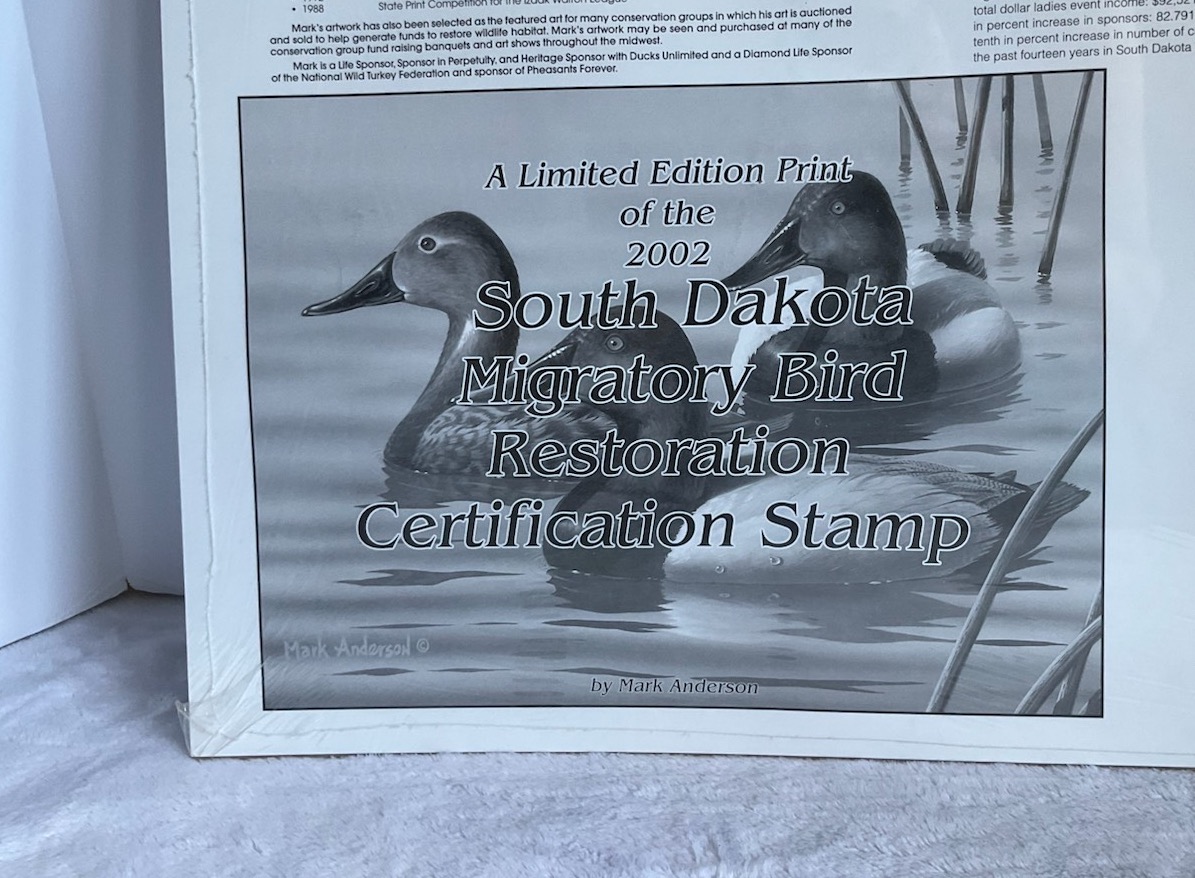 • 1988
State Print Competition for the Izaak Walton League
Mark's artwork has also been selected as the featured art for many conservation groups in which his art is auctioned
and sold to help generate funds to restore wildlife habitat. Mark's artwork may be seen and purchased at many of the
conservation group fund raising banquets and art shows throughout the midwest.
Mark is a Life Sponsor, Sponsor in Perpetuity, and Heritage Sponsor with Ducks Unlimited and a Diamond Life Sponsor
of the National Wild Turkey Federation and sponsor of Pheasants Forever.
total dollar ladies event income:
in percent increase in sponsors: 82.791
tenth in percent increase in number of c
the past fourteen years in South Dakota
A Limited Edition Print
of the
2002
South Dakota
Migratory Bird
Restoration
Certification Stamp
Mark Anderson ©
by Mark Anderson